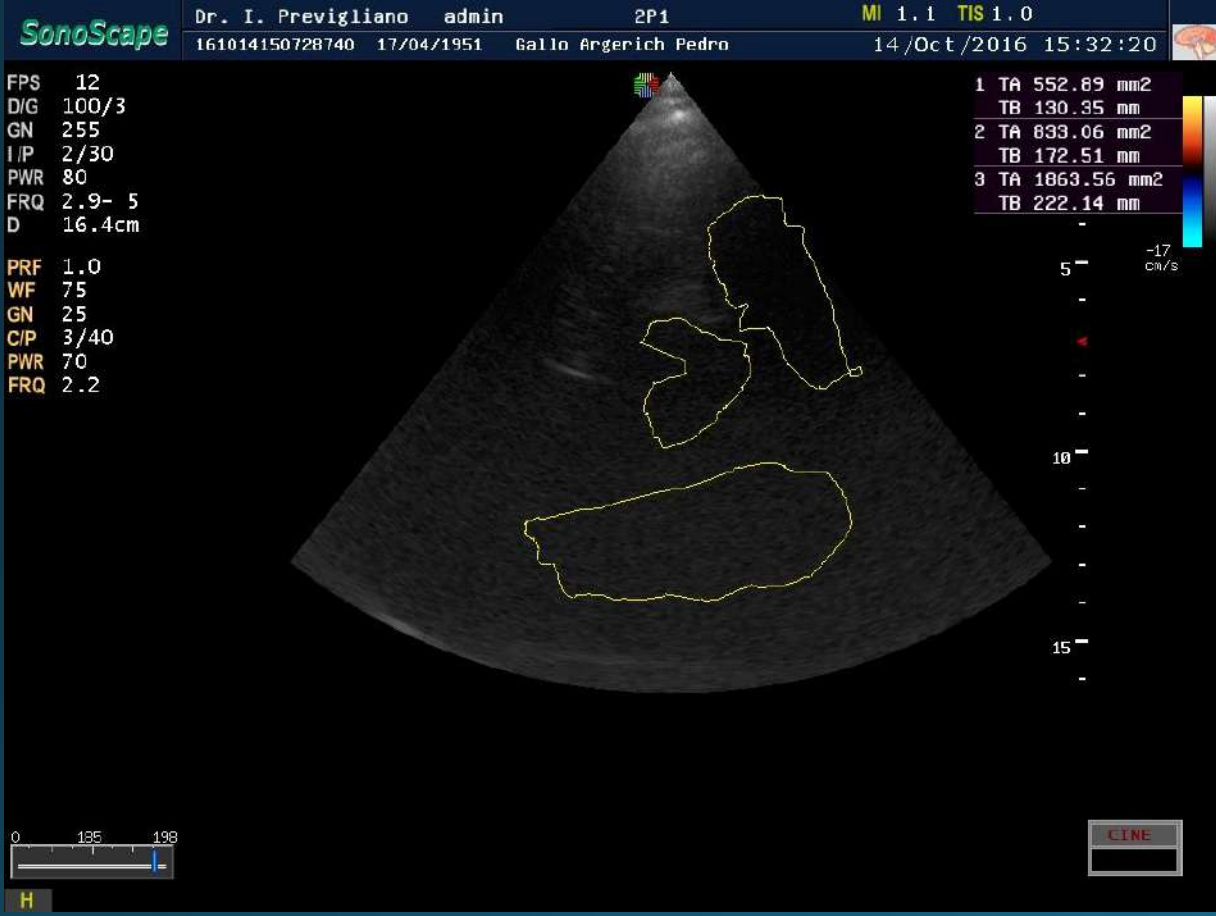 SonoScape
Dr. I. Previgliano admin 2P1 MI 1.1 TIS 1.0
161014150728740 17/04/1951 Gallo Argerich Pedro 14/Oct/2016 15:32:20
FPS 12
D/G 100/3
GN 255
I/P 2/30
PWR 80
FRQ 2.9- 5
D 16.4cm
PRF 1.0
WF 75
GN 25
C/P 3/40
PWR 70
FRQ 2.2
1 TA 552.89 mm2
TB 130.35 mm
2 TA 833.06 mm2
TB 172.51 mm
3 TA 1863.56 mm2
TB 222.14 mm
-17
cm/s
5
10
15
0 185 198
CINE
H